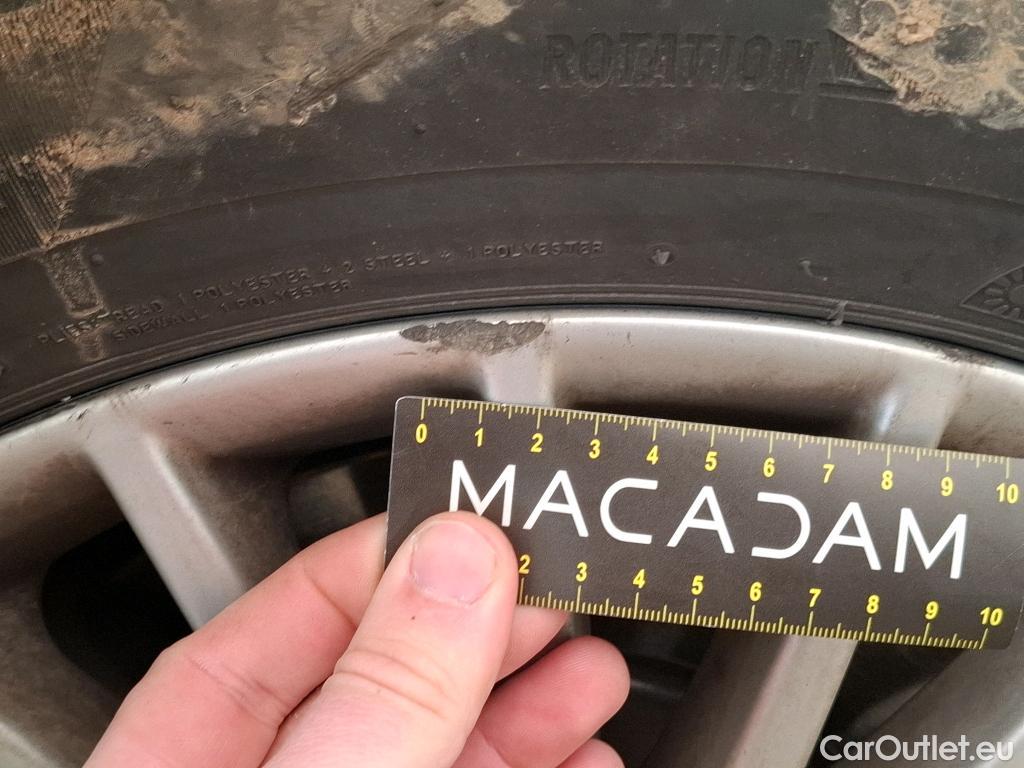 ROTATION
PLIES: TREAD 1 POLYESTER + 2 STEEL + 1 POLYESTER
SIDEWALL 1 POLYESTER
0 1 2 3 4 5 6 7 8 9 10
MACADAM
2 3 4 5 6 7 8 9 10
CarOutlet.eu